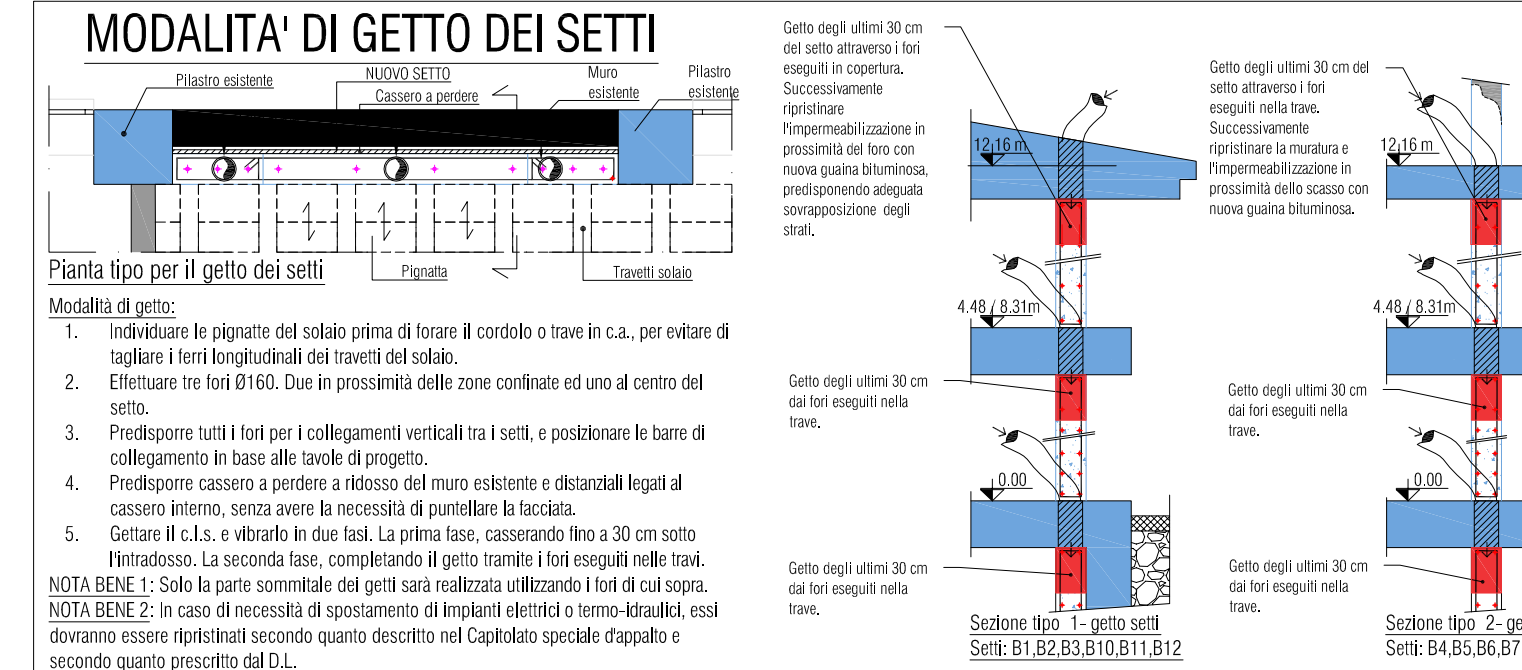 MODALITA' DI GETTO DEI SETTI
Pilastro esistente
NUOVO SETTO
Cassero a perdere
Muro
esistente
Pilastro
esistente
Pignatta
Travetti solaio
Pianta tipo per il getto dei setti
Modalità di getto:
1. Individuare le pignatte del solaio prima di forare il cordolo o trave in c.a., per evitare di
tagliare i ferri longitudinali dei travetti del solaio.
2. Effettuare tre fori Ø160. Due in prossimità delle zone confinate ed uno al centro del
setto.
3. Predisporre tutti i fori per i collegamenti verticali tra i setti, e posizionare le barre di
collegamento in base alle tavole di progetto.
4. Predisporre cassero a perdere a ridosso del muro esistente e distanziali legati al
cassero interno, senza avere la necessità di puntellare la facciata.
5. Gettare il c.l.s. e vibrarlo in due fasi. La prima fase, casserando fino a 30 cm sotto
l'intradosso. La seconda fase, completando il getto tramite i fori eseguiti nelle travi.
NOTA BENE 1: Solo la parte sommitale dei getti sarà realizzata utilizzando i fori di cui sopra.
NOTA BENE 2: In caso di necessità di spostamento di impianti elettrici o termo-idraulici, essi
dovranno essere ripristinati secondo quanto descritto nel Capitolato speciale d'appalto e
secondo quanto prescritto dal D.L.
Getto degli ultimi 30 cm
del setto attraverso i fori
eseguiti in copertura.
Successivamente
ripristinare
l'impermeabilizzazione in
prossimità del foro con
nuova guaina bituminosa,
predisponendo adeguata
sovrapposizione degli
strati.
12,16 m
4.48 / 8.31m
Getto degli ultimi 30 cm
dai fori eseguiti nella
trave.
0.00
Getto degli ultimi 30 cm
dai fori eseguiti nella
trave.
Sezione tipo 1- getto setti
Setti: B1,B2,B3,B10,B11,B12
Getto degli ultimi 30 cm del
setto attraverso i fori
eseguiti nella trave.
Successivamente
ripristinare la muratura e
l'impermeabilizzazione in
prossimità dello scasso con
nuova guaina bituminosa.
12,16 m
4.48 / 8.31m
Getto degli ultimi 30 cm
dai fori eseguiti nella
trave.
0.00
Getto degli ultimi 30 cm
dai fori eseguiti nella
trave.
Sezione tipo 2- ge
Setti: B4,B5,B6,B7